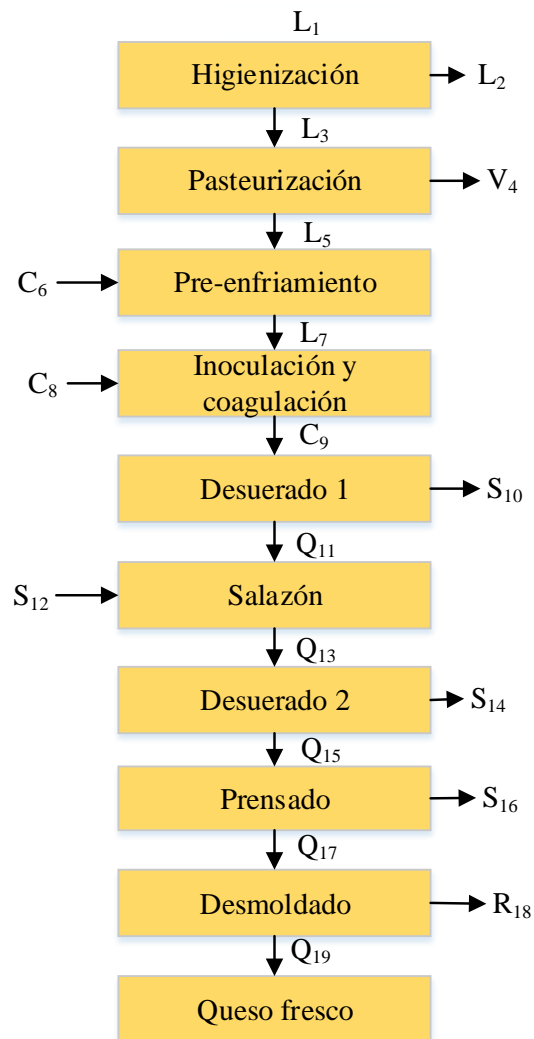 L₁
Higienización
L₂
L₃
Pasteurización
V₄
L₅
C₆
Pre-enfriamiento
L₇
C₈
Inoculación y
coagulación
C₉
Desuerado 1
S₁₀
Q₁₁
S₁₂
Salazón
Q₁₃
Desuerado 2
S₁₄
Q₁₅
Prensado
S₁₆
Q₁₇
Desmoldado
R₁₈
Q₁₉
Queso fresco